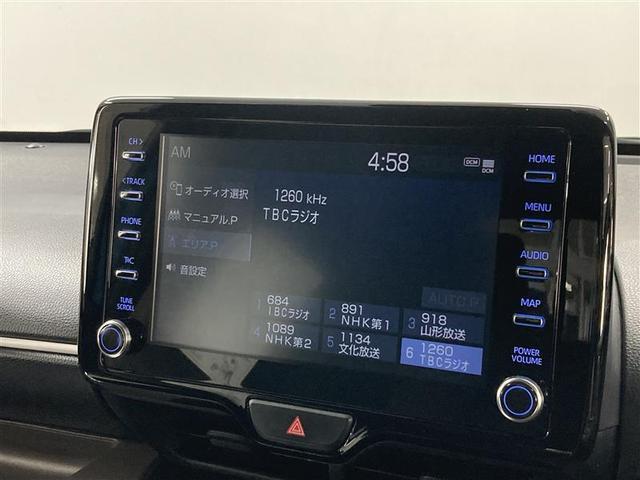 AM
4:58
DCM
DCM
オーディオ選択
マニュアル.P
エリア.P
音設定
1260 kHz
TBCラジオ
AUTO.P
1 684 TBCラジオ
2 891 NHK第1
3 918 山形放送
4 1089 NHK第2
5 1134 文化放送
6 1260 TBCラジオ
CH>
<TRACK
PHONE
TUNE
SCROLL
HOME
MENU
AUDIO
MAP
POWER
VOLUME